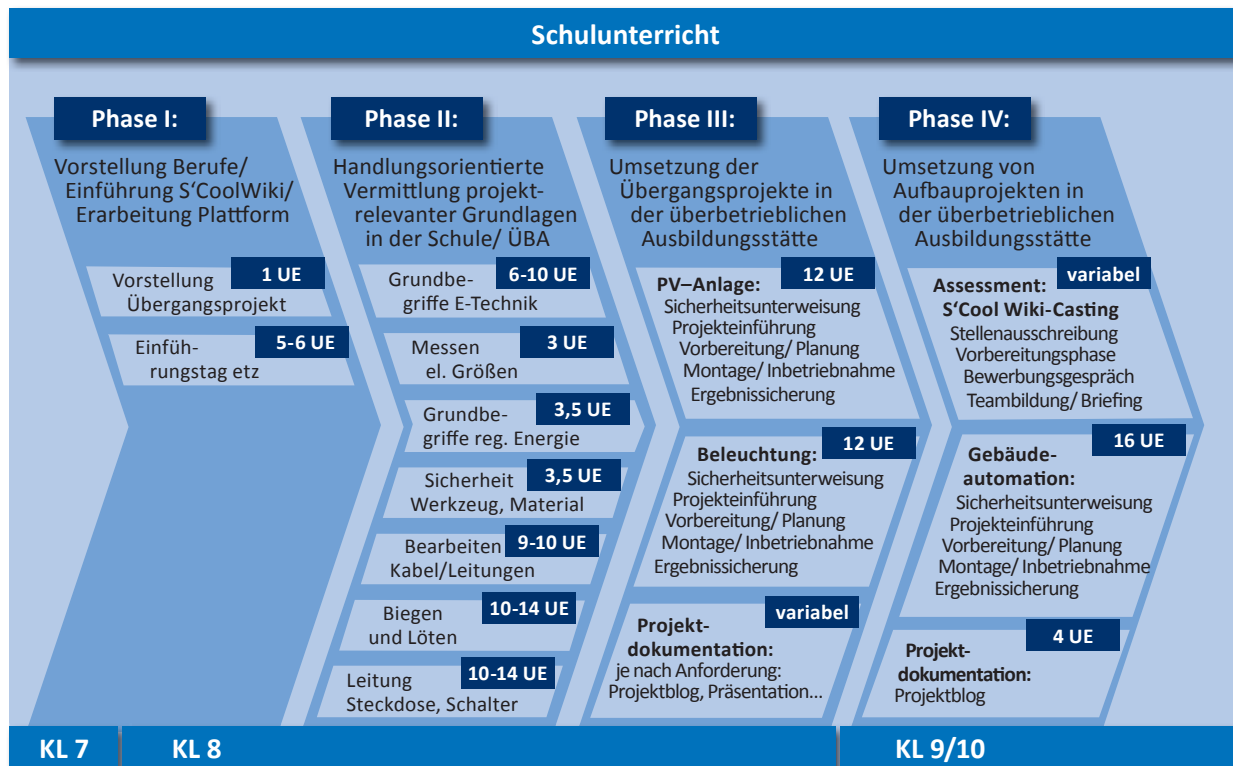 Schulunterricht
Phase I:
Vorstellung Berufe/
Einführung S'CoolWiki/
Erarbeitung Plattform
Vorstellung
Übergangsprojekt
1 UE
Einfüh-
rungstag etz
5-6 UE
Phase II:
Handlungsorientierte
Vermittlung projekt-
relevanter Grundlagen
in der Schule/ ÜBA
Grundbe-
griffe E-Technik
6-10 UE
Messen
el. Größen
3 UE
Grundbe-
griffe reg. Energie
3,5 UE
Sicherheit
Werkzeug, Material
3,5 UE
Bearbeiten
Kabel/Leitungen
9-10 UE
Biegen
und Löten
10-14 UE
Leitung
Steckdose, Schalter
10-14 UE
Phase III:
Umsetzung der
Übergangsprojekte in
der überbetrieblichen
Ausbildungsstätte
PV–Anlage:
12 UE
Sicherheitsunterweisung
Projekteinführung
Vorbereitung/ Planung
Montage/ Inbetriebnahme
Ergebnissicherung
Beleuchtung:
12 UE
Sicherheitsunterweisung
Projekteinführung
Vorbereitung/ Planung
Montage/ Inbetriebnahme
Ergebnissicherung
Projekt-
dokumentation:
variabel
je nach Anforderung:
Projektblog, Präsentation...
Phase IV:
Umsetzung von
Aufbauprojekten in
der überbetrieblichen
Ausbildungsstätte
Assessment:
variabel
S'Cool Wiki-Casting
Stellenausschreibung
Vorbereitungsphase
Bewerbungsgespräch
Teambildung/ Briefing
Gebäude-
automation:
16 UE
Sicherheitsunterweisung
Projekteinführung
Vorbereitung/ Planung
Montage/ Inbetriebnahme
Ergebnissicherung
Projekt-
dokumentation:
4 UE
Projektblog
KL 7
KL 8
KL 9/10